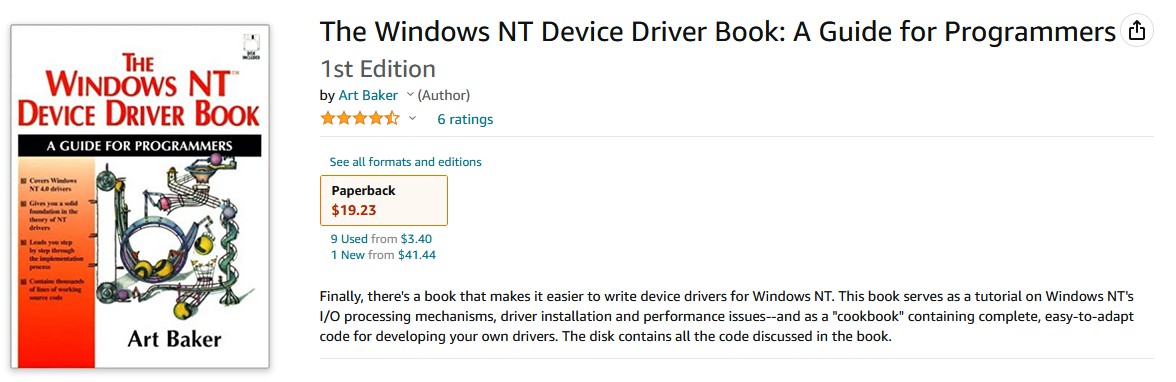 THE
WINDOWS NT™
DEVICE DRIVER BOOK
A GUIDE FOR PROGRAMMERS
DISK
INCLUDED
Covers Windows
NT 4.0 drivers
Gives you a solid
foundation in the
theory of NT
drivers
Leads you step
by step through
the implementation
process
Contains thousands
of lines of working
source code
Art Baker
The Windows NT Device Driver Book: A Guide for Programmers
1st Edition
by Art Baker (Author)
6 ratings
See all formats and editions
Paperback
$19.23
9 Used from $3.40
1 New from $41.44
Finally, there's a book that makes it easier to write device drivers for Windows NT. This book serves as a tutorial on Windows NT's
I/O processing mechanisms, driver installation and performance issues--and as a "cookbook" containing complete, easy-to-adapt
code for developing your own drivers. The disk contains all the code discussed in the book.